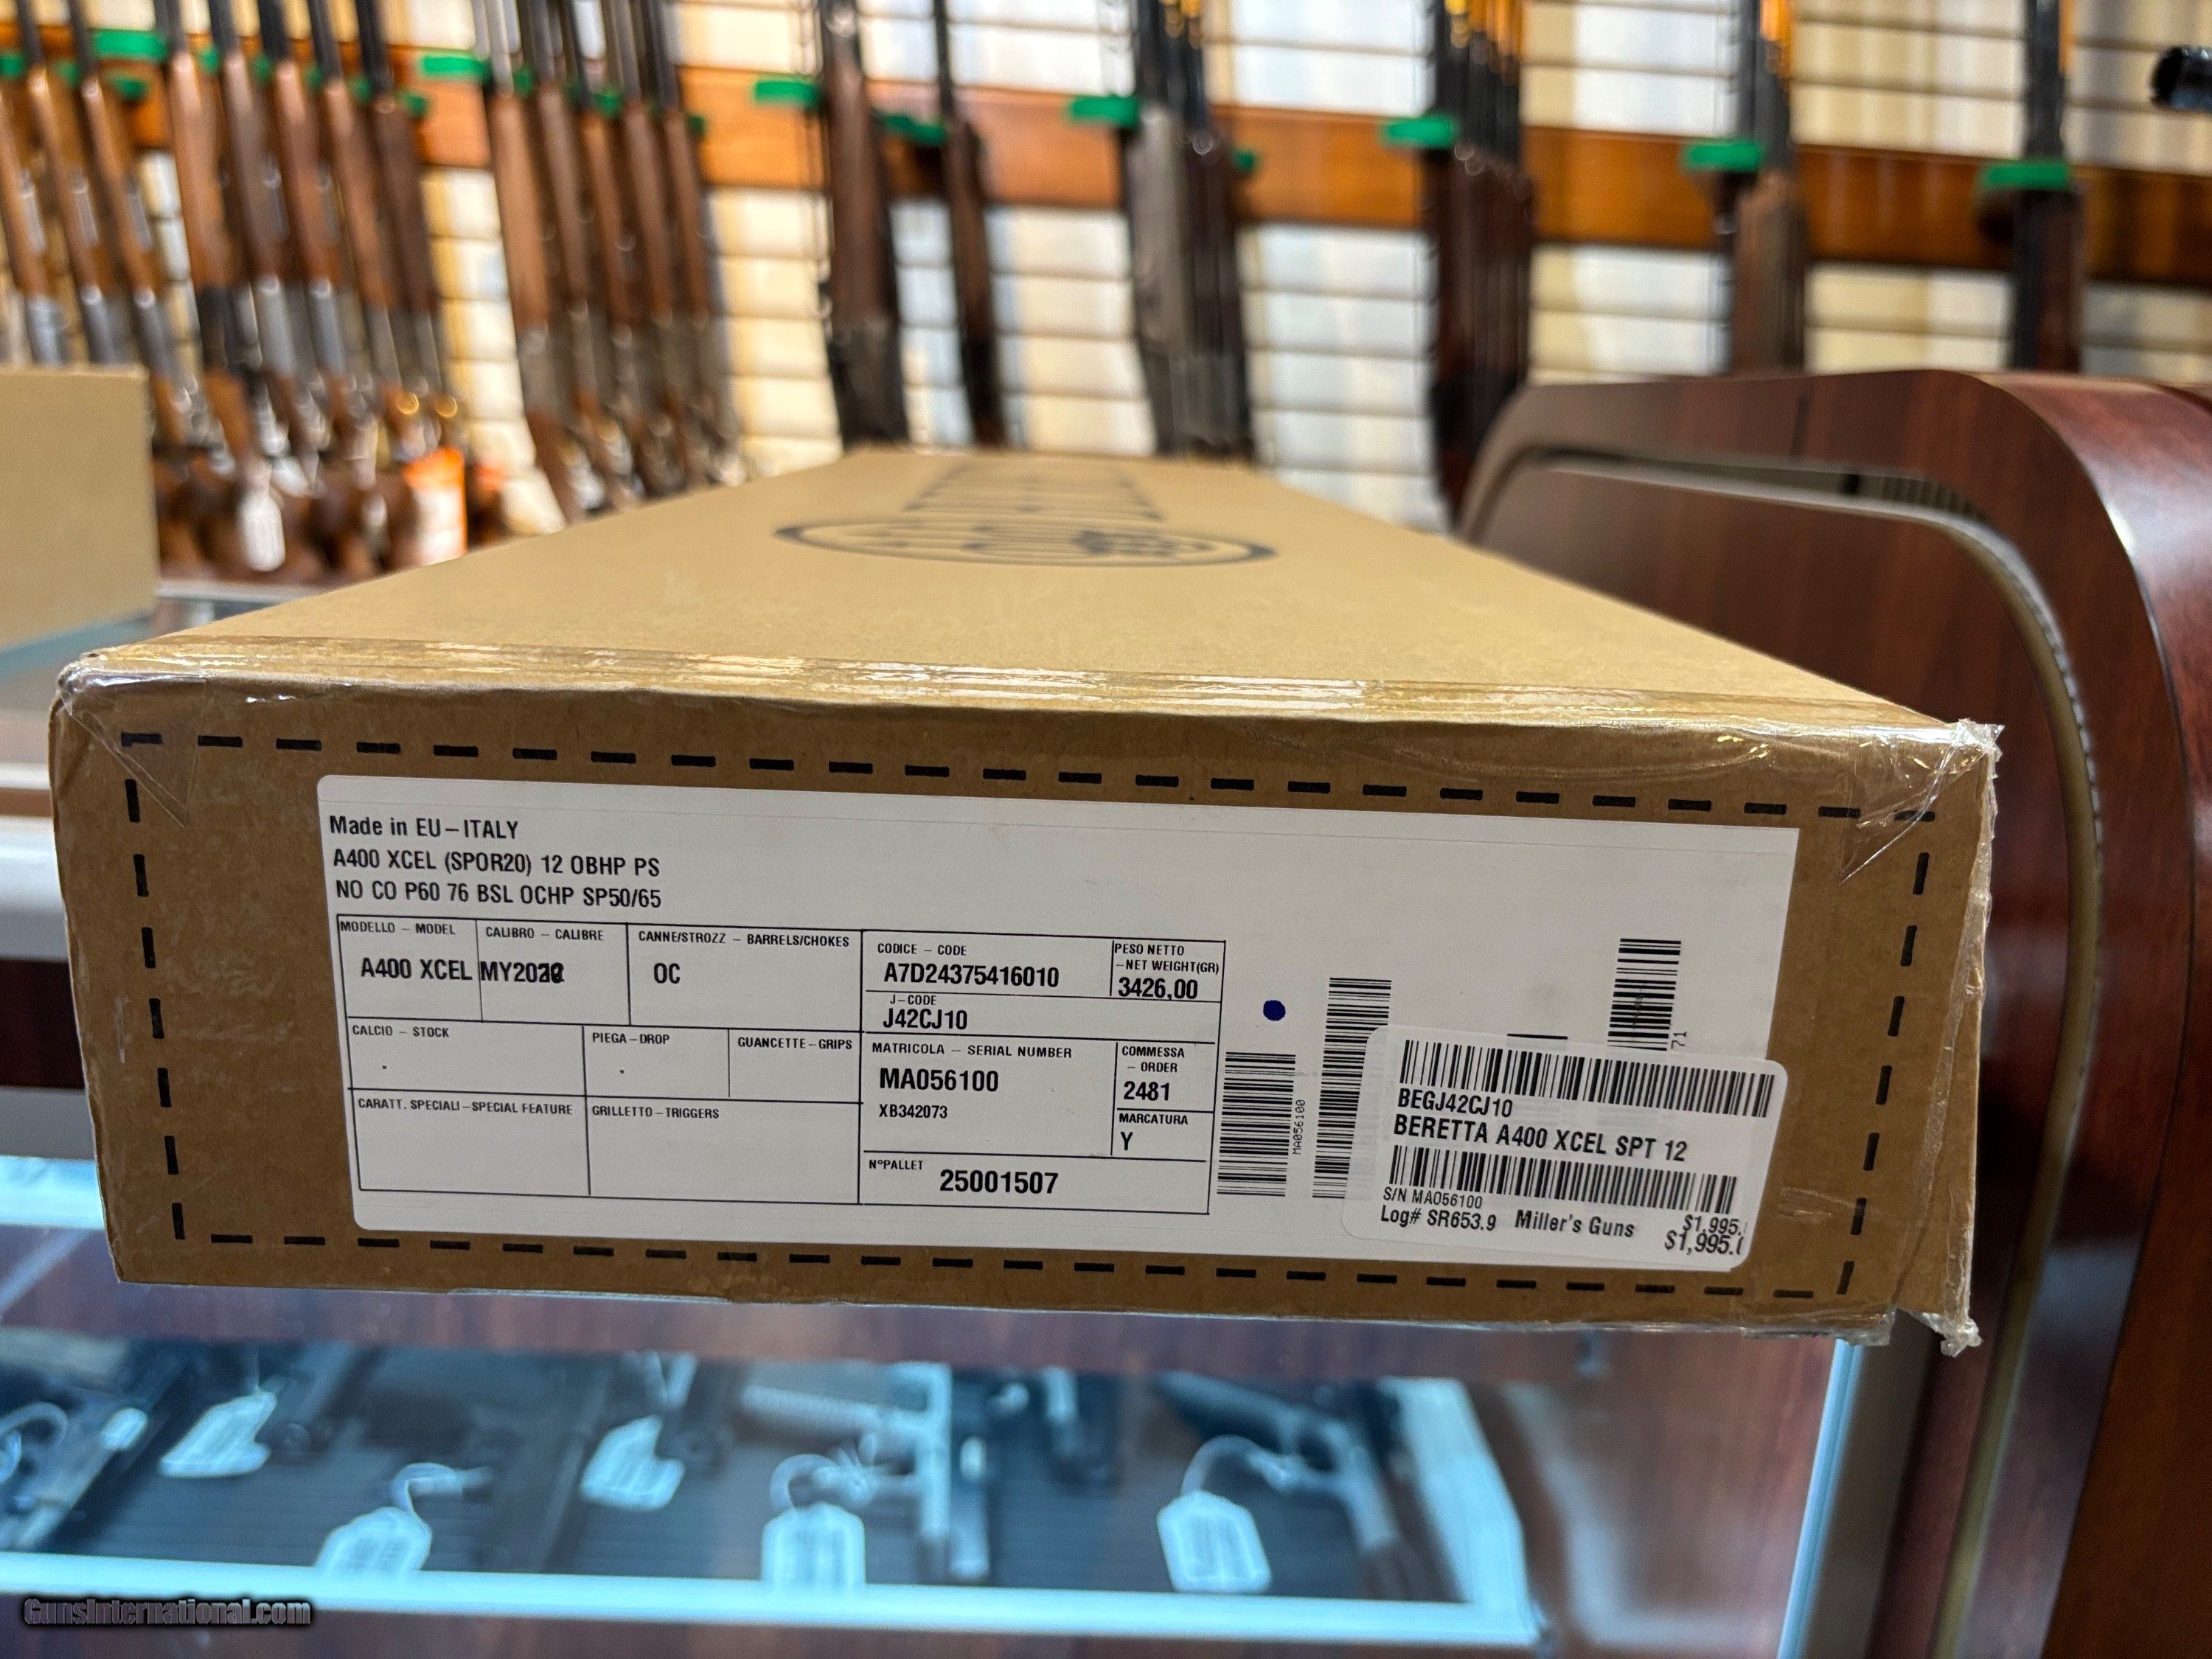 Made in EU-ITALY
A400 XCEL (SPOR20) 12 OBHP PS
NO CO P60 76 BSL OCHP SP50/65
MODELLO - MODEL
A400 XCEL
CALIBRO - CALIBRE
CANNE/STROZZ - BARRELS/CHOKES
OC
CODICE - CODE
A7D24375416010
PESO NETTO
-NET WEIGHT(GR)
3426,00
J-CODE
J42CJ10
CALCIO - STOCK
PIEGA-DROP
GUANCETTE-GRIPS
MATRICOLA - SERIAL NUMBER
MA056100
XB342073
COMMESSA
- ORDER
2481
MARCATURA
Y
CARATT. SPECIALI-SPECIAL FEATURE
GRILLETTO-TRIGGERS
N°PALLET 25001507
MA056100
71
BEGJ42CJ10
BERETTA A400 XCEL SPT 12
S/N MA056100
Log# SR653.9 Miller's Guns
$1,995.
$1,995.
GunsInternational.com